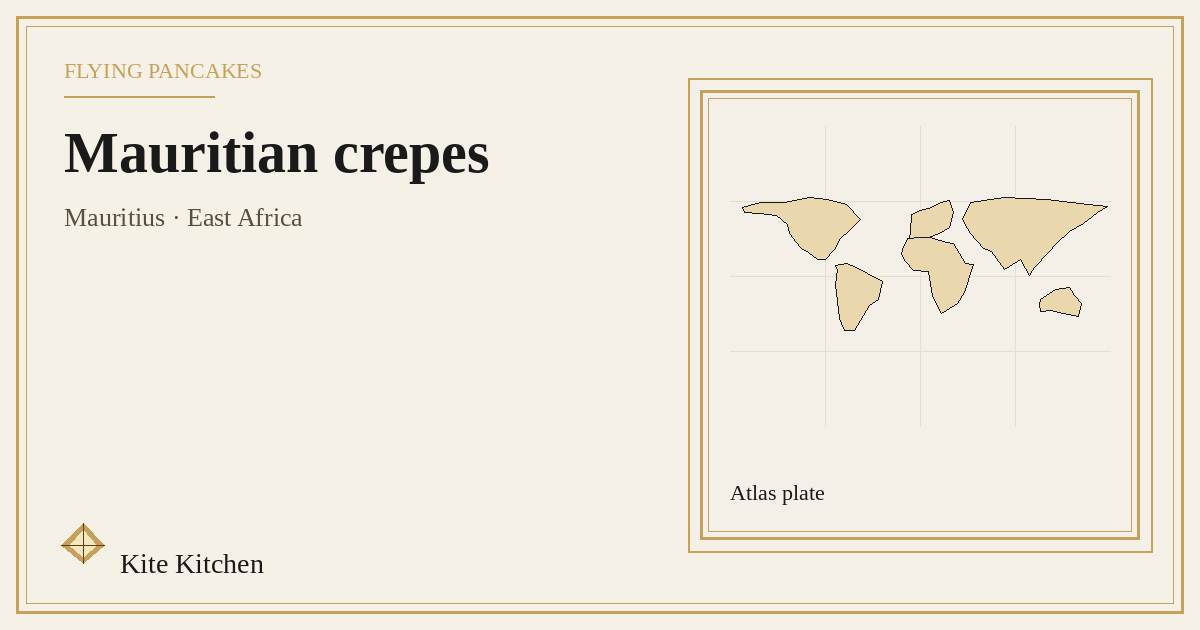 FLYING PANCAKES
Mauritian crepes
Mauritius · East Africa
Atlas plate
Kite Kitchen